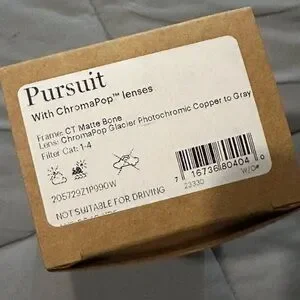 Pursuit
With ChromaPop™ lenses
Frame: CT Matte Bone
Lens: ChromaPop Glacier Photochromic Copper to Gray
Filter Cat: 1-4
205729Z1P990W
NOT SUITABLE FOR DRIVING
7 16736 80404 0
23330